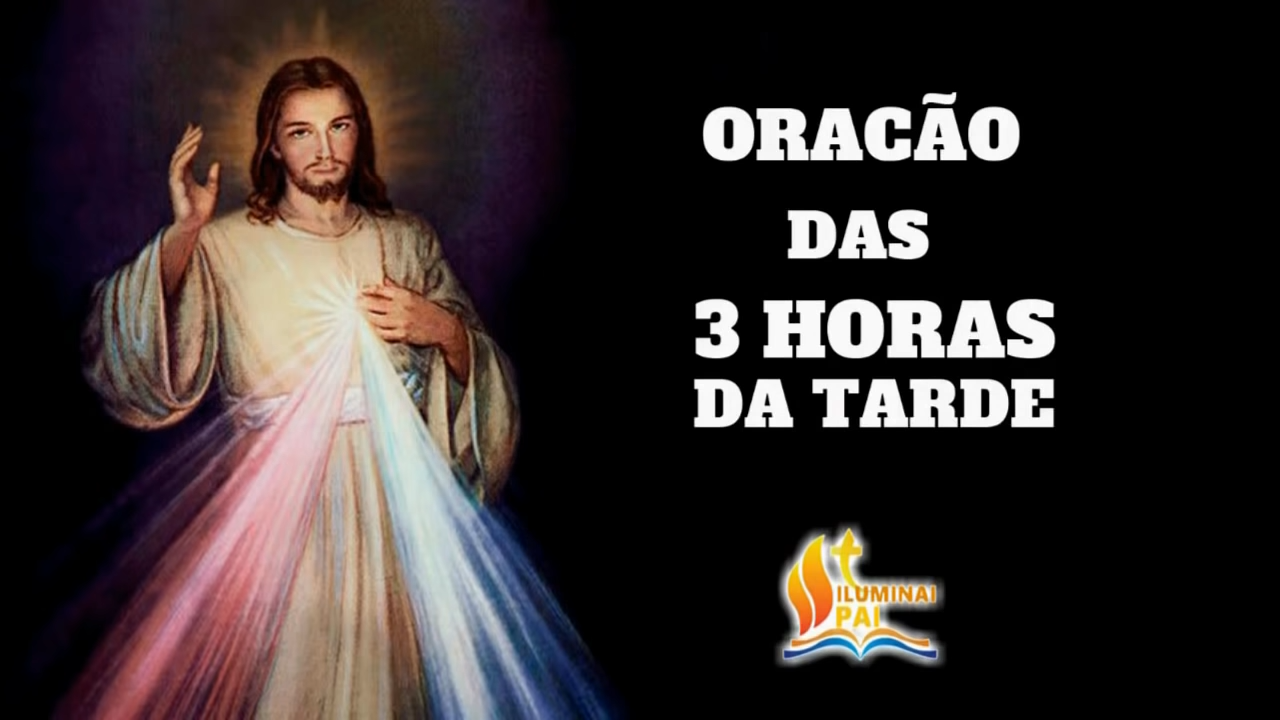 ORACÃO
DAS
3 HORAS
DA TARDE
ILUMINAI
PAI